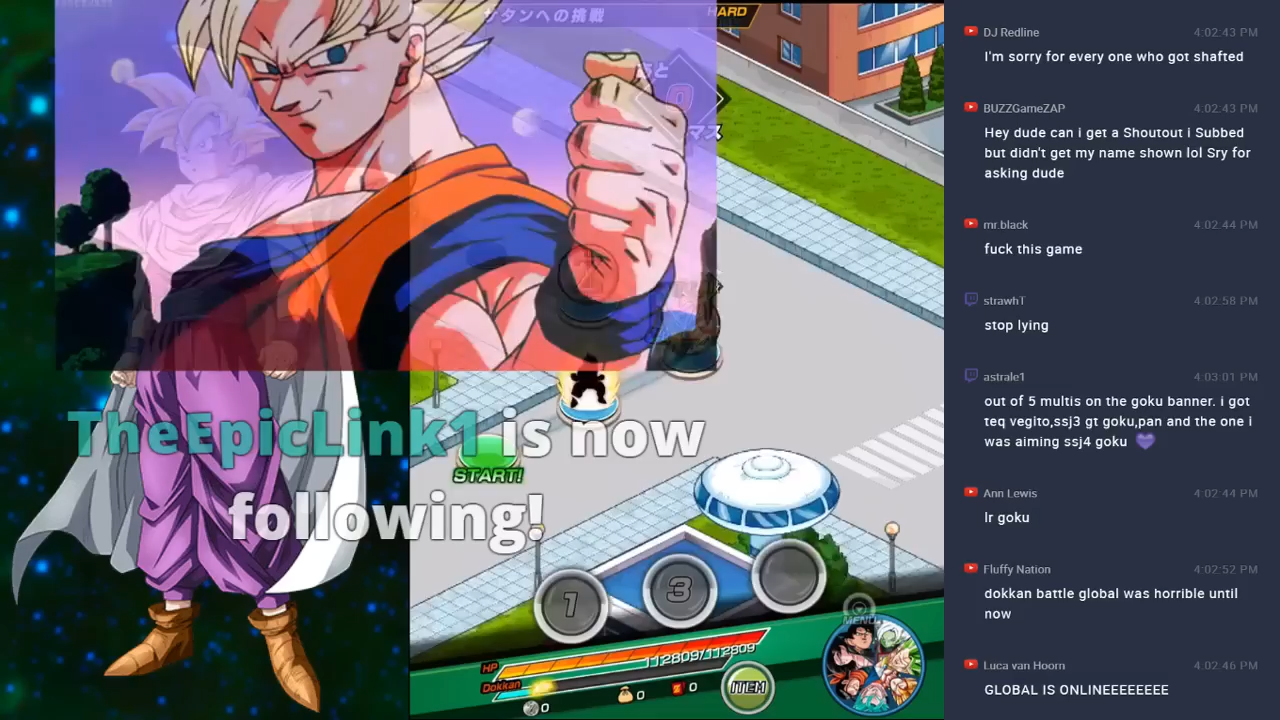 サタンへの挑戦
HARD
あと
0
マス
TheEpicLink1 is now
following!
START!
1
3
MENU
HP
112809/112809
Dokkan
0
0
0
ITEM
DJ Redline 4:02:43 PM
I'm sorry for every one who got shafted
BUZZGameZAP 4:02:43 PM
Hey dude can i get a Shoutout i Subbed
but didn't get my name shown lol Sry for
asking dude
mr.black 4:02:44 PM
fuck this game
strawhT 4:02:58 PM
stop lying
astrale1 4:03:01 PM
out of 5 multis on the goku banner. i got
teq vegito,ssj3 gt goku,pan and the one i
was aiming ssj4 goku 💜
Ann Lewis 4:02:44 PM
lr goku
Fluffy Nation 4:02:52 PM
dokkan battle global was horrible until
now
Luca van Hoorn 4:02:46 PM
GLOBAL IS ONLINEEEEEEEE